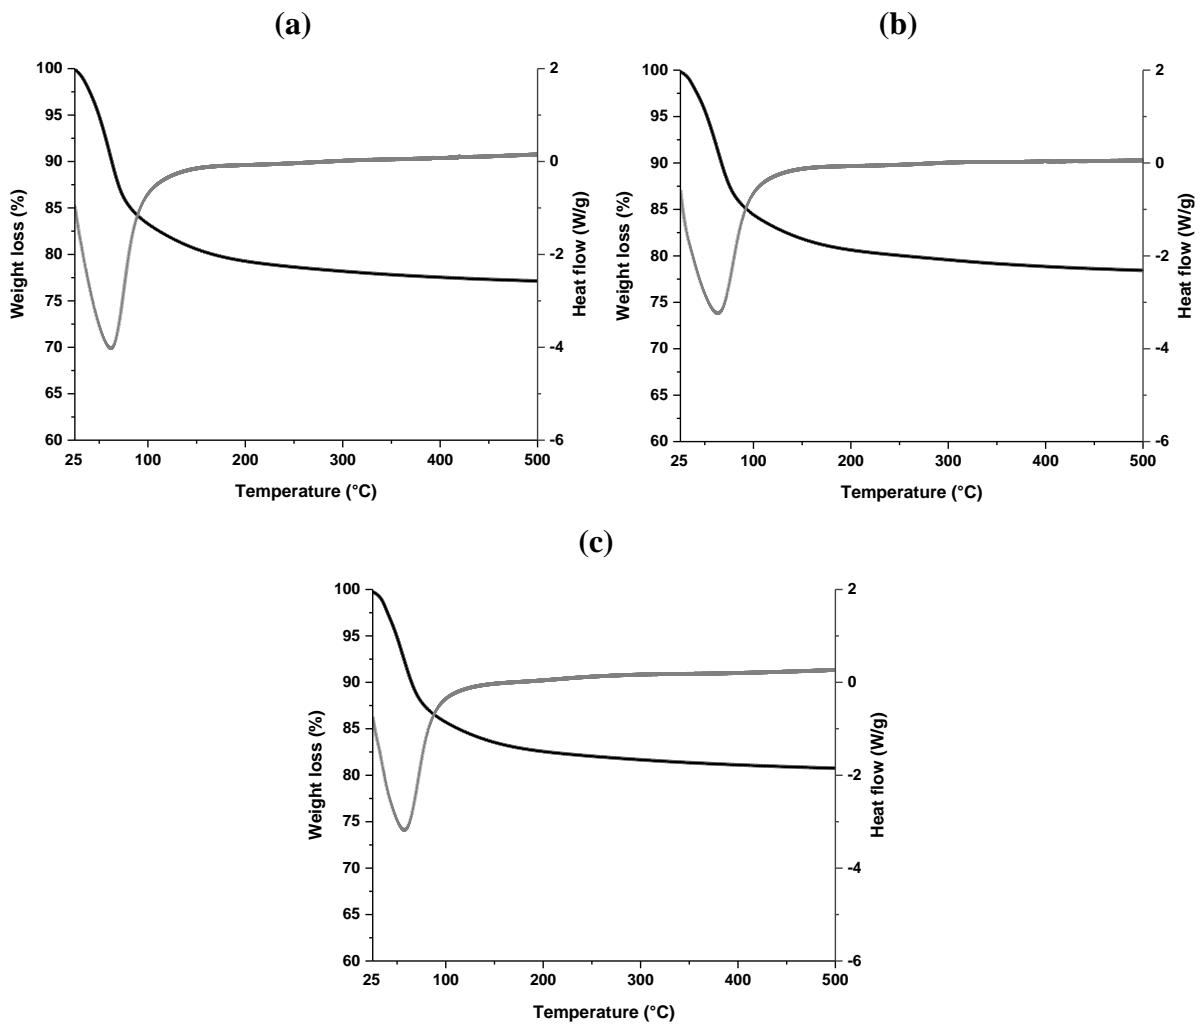 (a)
100
95
90
85
80
75
70
65
60
Weight loss (%)
2
0
-2
-4
-6
Heat flow (W/g)
25 100 200 300 400 500
Temperature (°C)
(b)
100
95
90
85
80
75
70
65
60
Weight loss (%)
2
0
-2
-4
-6
Heat flow (W/g)
25 100 200 300 400 500
Temperature (°C)
(c)
100
95
90
85
80
75
70
65
60
Weight loss (%)
2
0
-2
-4
-6
Heat flow (W/g)
25 100 200 300 400 500
Temperature (°C)